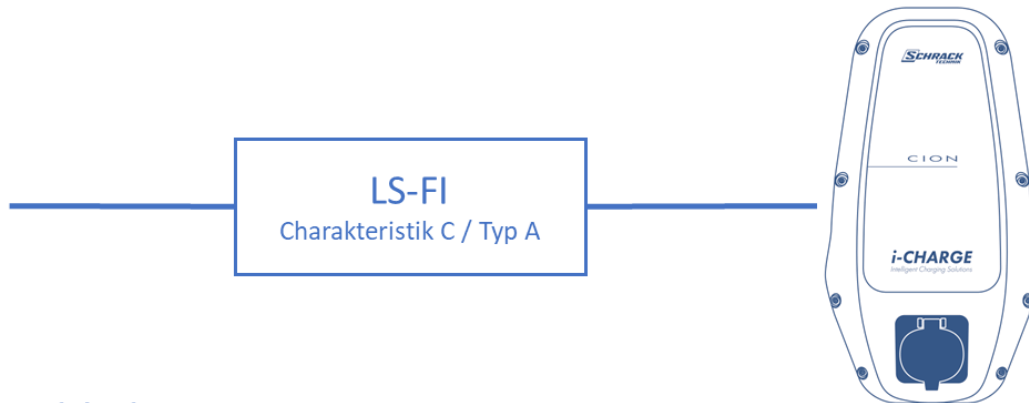 SCHRACK
TECHNIK
CION
LS-FI
Charakteristik C / Typ A
i-CHARGE
Intelligent Charging Solutions